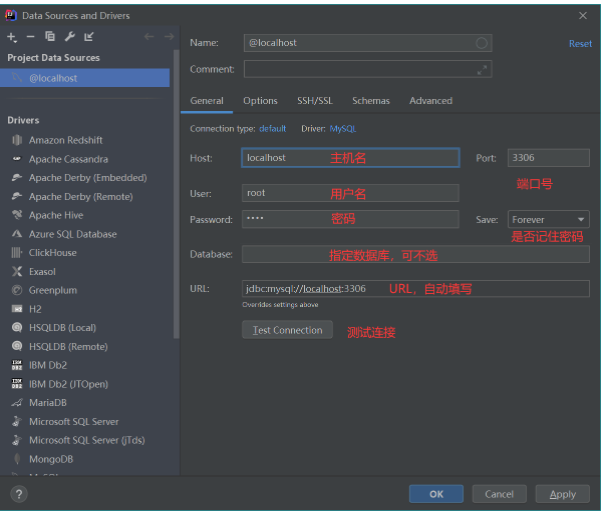 Data Sources and Drivers
Project Data Sources
@localhost
Drivers
Amazon Redshift
Apache Cassandra
Apache Derby (Embedded)
Apache Derby (Remote)
Apache Hive
Azure SQL Database
ClickHouse
Exasol
Greenplum
H2
HSQLDB (Local)
HSQLDB (Remote)
IBM Db2
IBM Db2 (JTOpen)
MariaDB
Microsoft SQL Server
Microsoft SQL Server (jTds)
MongoDB
Name: @localhost
Reset
Comment:
General Options SSH/SSL Schemas Advanced
Connection type: default Driver: MySQL
Host: localhost 主机名 Port: 3306
端口号
User: root 用户名
Password: •••• 密码 Save: Forever
是否记住密码
Database: 指定数据库，可不选
URL: jdbc:mysql://localhost:3306 URL，自动填写
Overrides settings above
Test Connection 测试连接
? OK Cancel Apply